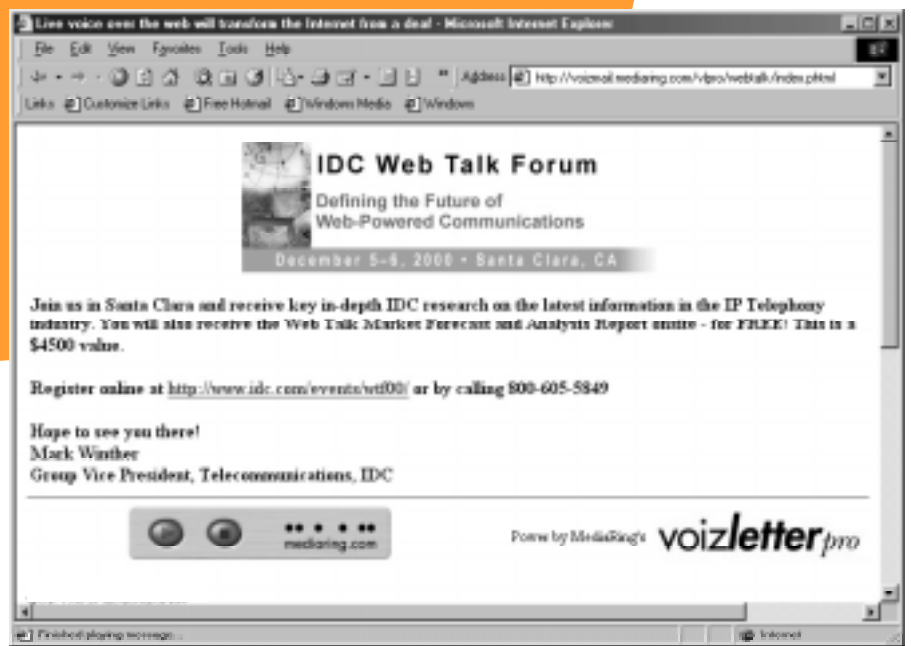 Live voice over the web will transform the Internet from a deaf - Microsoft Internet Explorer
File Edit View Favorites Tools Help
Address http://voizmail.mediaring.com/vlpro/webtalk/index.phtml
Links Customize Links Free Hotmail Windows Media Windows
IDC Web Talk Forum
Defining the Future of
Web-Powered Communications
December 5-6, 2000 • Santa Clara, CA
Join us in Santa Clara and receive key in-depth IDC research on the latest information in the IP Telephony
industry. You will also receive the Web Talk Market Forecast and Analysis Report onsite - for FREE! This is a
$4500 value.
Register online at http://www.idc.com/events/wtf00/ or by calling 800-605-5849
Hope to see you there!
Mark Winther
Group Vice President, Telecommunications, IDC
mediaring.com
Power by MediaRing's voizletter pro
Finished playing message... Internet